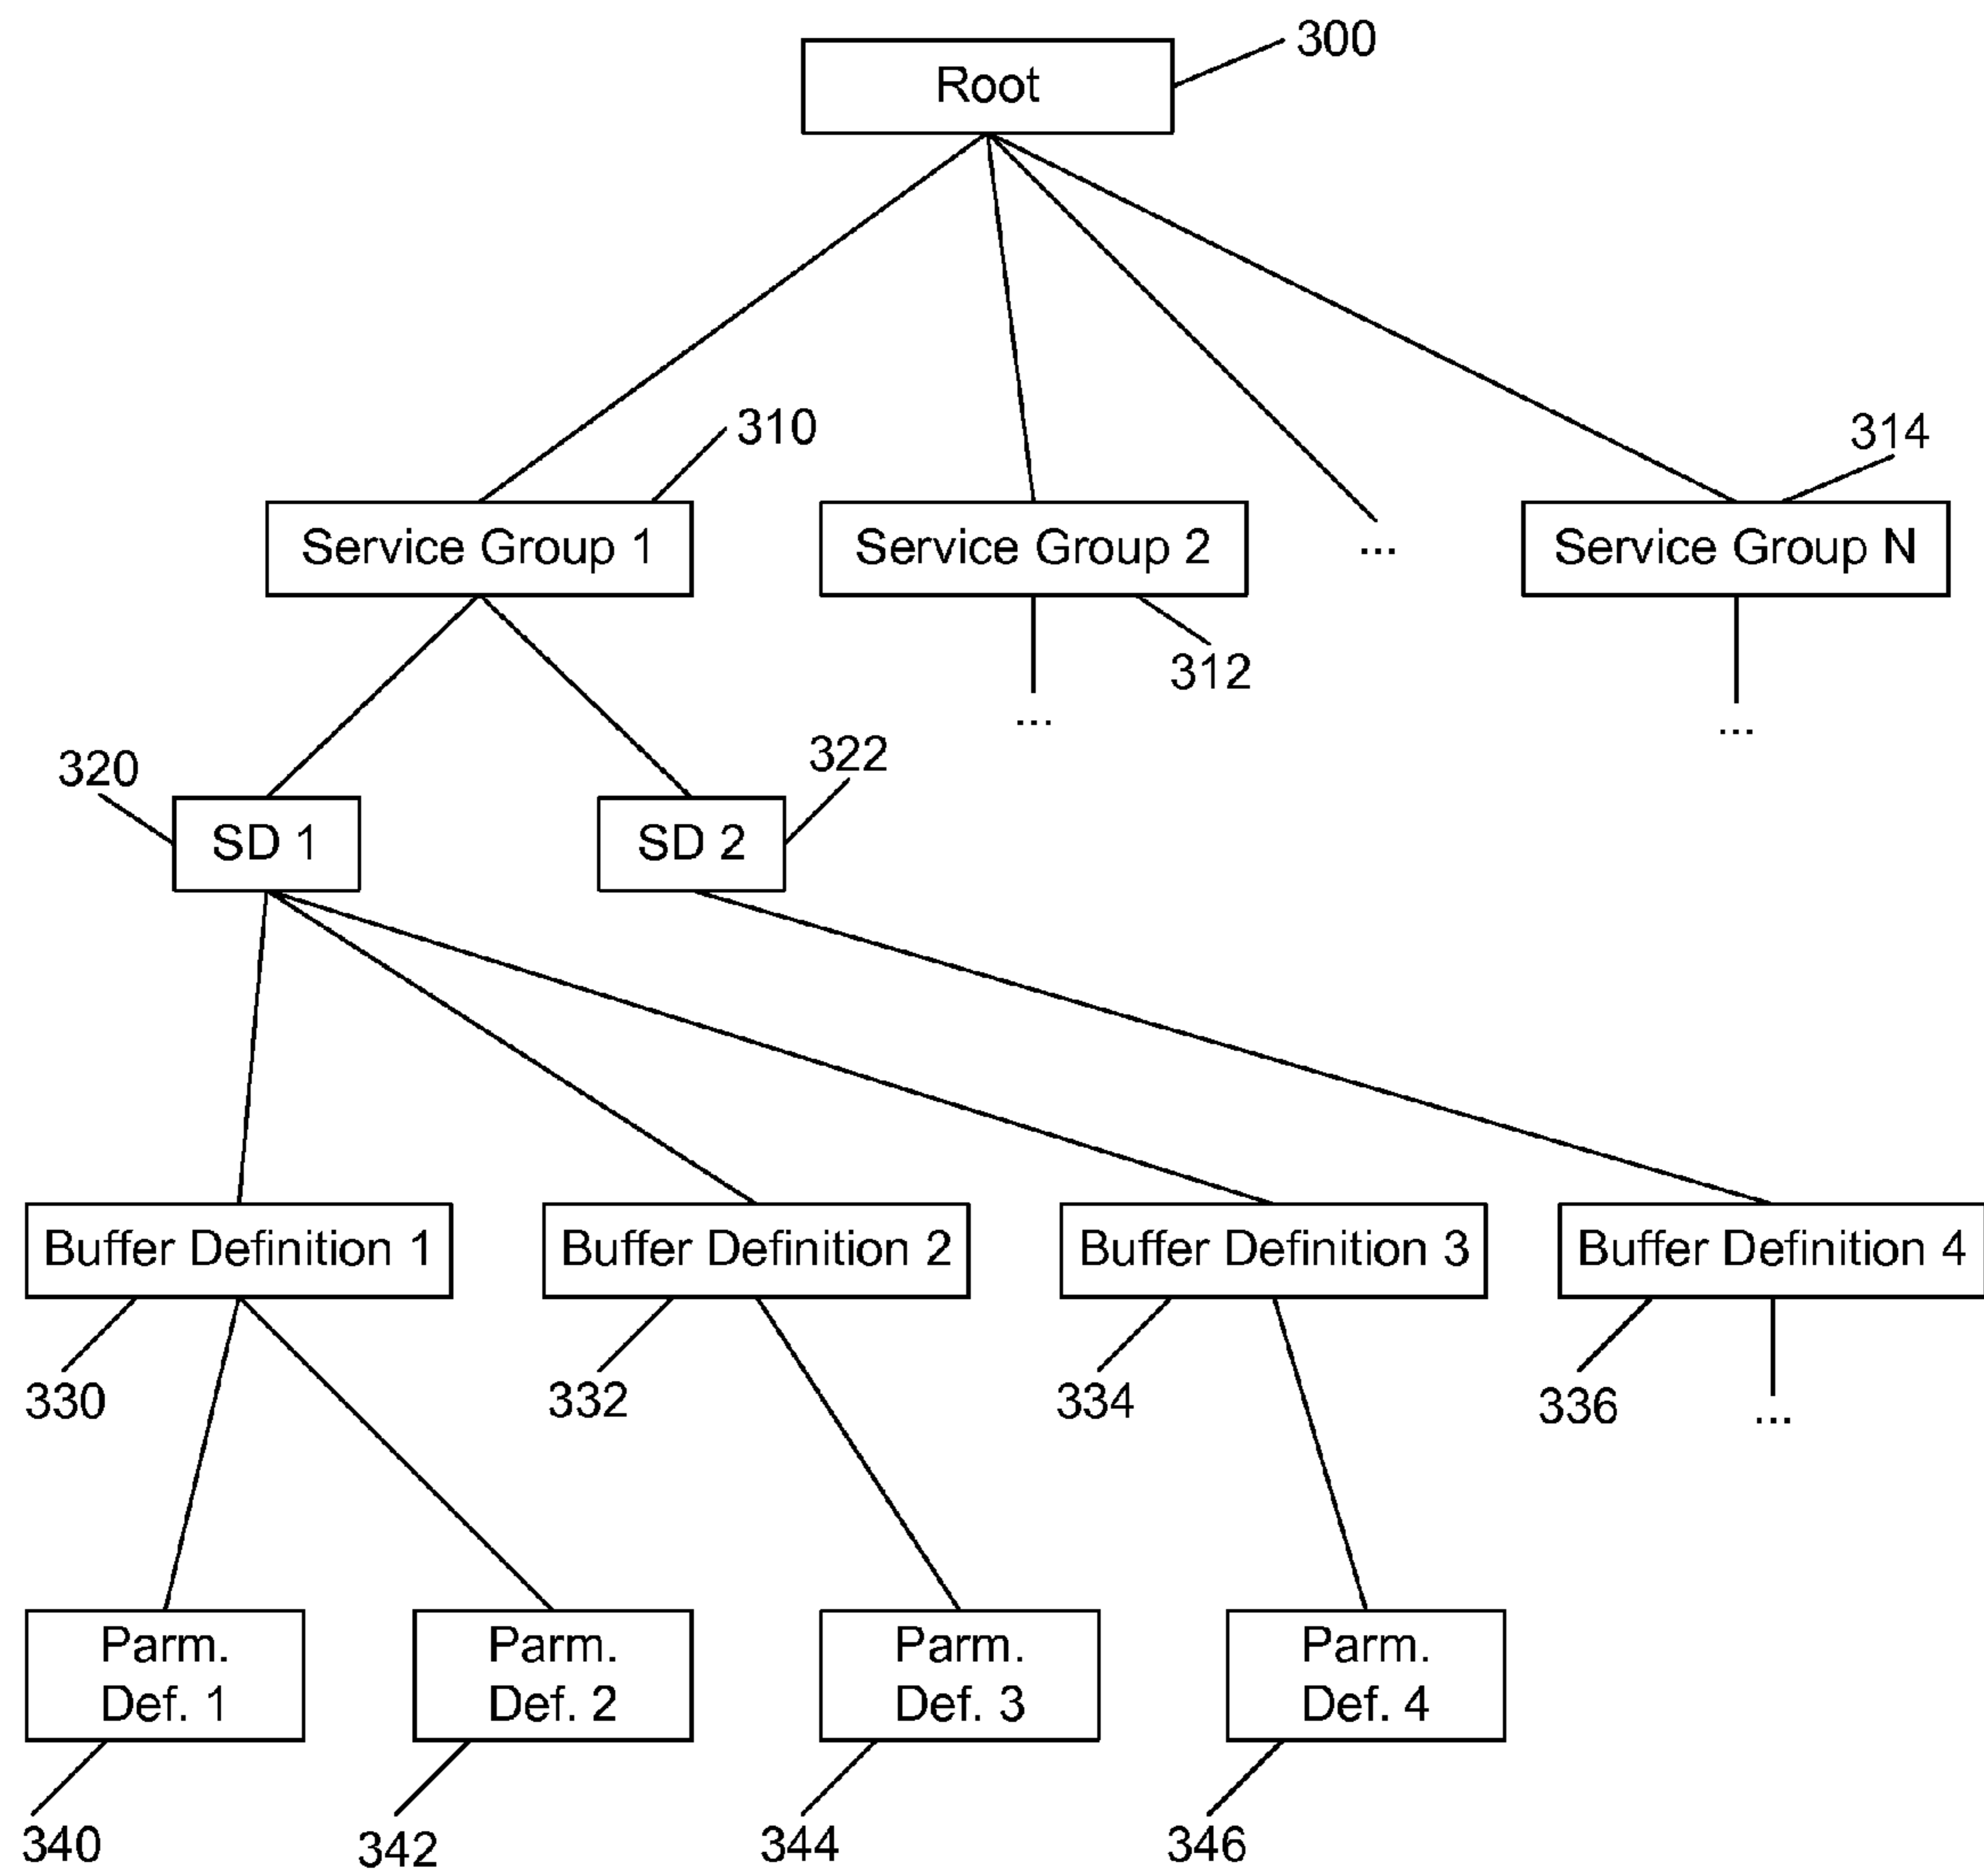 300
Root
310
314
Service Group 1
Service Group 2
...
Service Group N
312
...
...
320
322
SD 1
SD 2
Buffer Definition 1
Buffer Definition 2
Buffer Definition 3
Buffer Definition 4
330
332
334
336
...
Parm.
Def. 1
Parm.
Def. 2
Parm.
Def. 3
Parm.
Def. 4
340
342
344
346